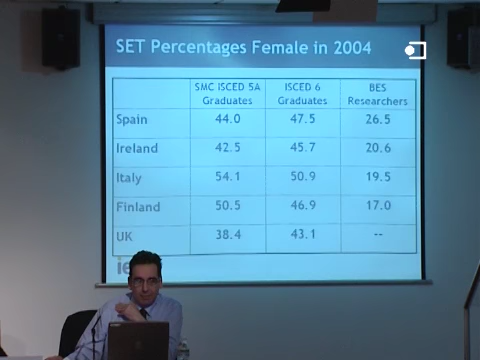 SET Percentages Female in 2004
SMC ISCED 5A Graduates ISCED 6 Graduates BES Researchers
Spain 44.0 47.5 26.5
Ireland 42.5 45.7 20.6
Italy 54.1 50.9 19.5
Finland 50.5 46.9 17.0
UK 38.4 43.1 --